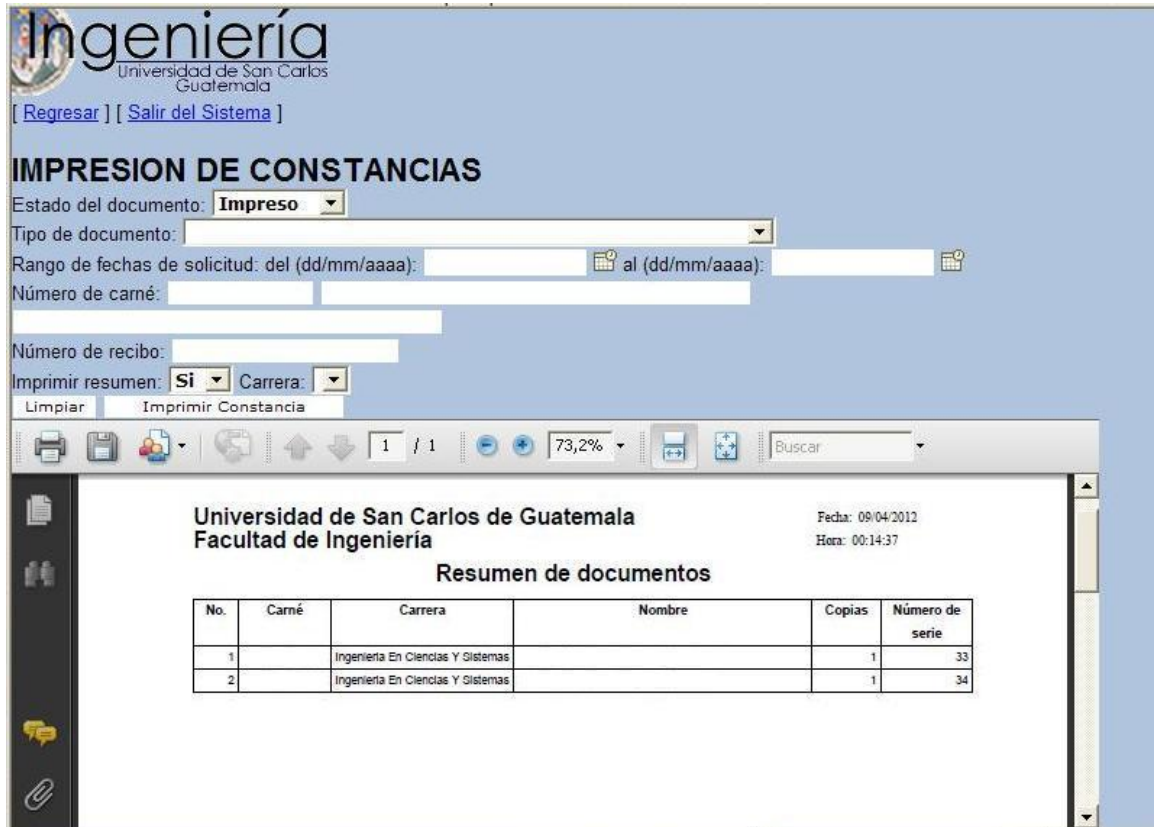 Ingeniería
Universidad de San Carlos
Guatemala
[ Regresar ] [ Salir del Sistema ]
IMPRESION DE CONSTANCIAS
Estado del documento: Impreso
Tipo de documento:
Rango de fechas de solicitud: del (dd/mm/aaaa): al (dd/mm/aaaa):
Número de carné:
Número de recibo:
Imprimir resumen: Si Carrera:
Limpiar Imprimir Constancia
1 / 1 73,2% Buscar
Universidad de San Carlos de Guatemala Fecha: 09/04/2012
Facultad de Ingeniería Hora: 00:14:37
Resumen de documentos
No. Carné Carrera Nombre Copias Número de serie
1 Ingenieria En Ciencias Y Sistemas 1 33
2 Ingenieria En Ciencias Y Sistemas 1 34